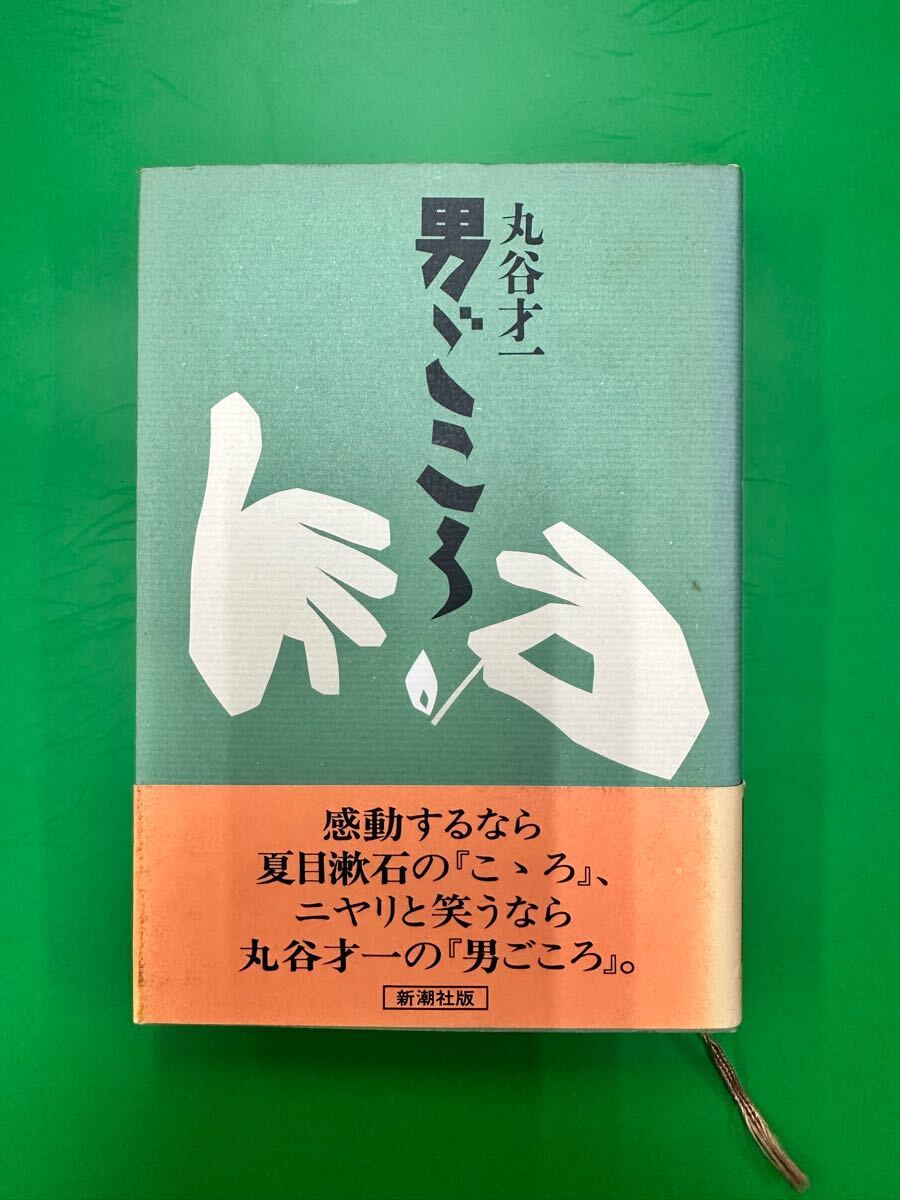 丸谷才一
男ごころ
感動するなら
夏目漱石の『こゝろ』、
ニヤリと笑うなら
丸谷才一の『男ごころ』。
新潮社版